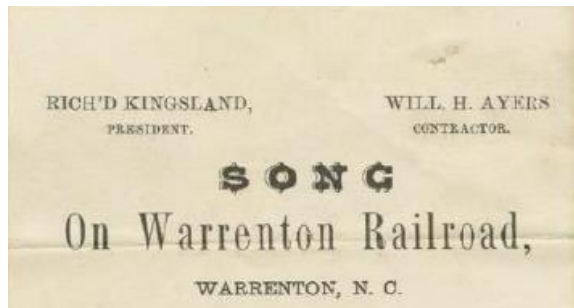 RICH'D KINGSLAND, WILL. H. AYERS
PRESIDENT. CONTRACTOR.
SONG
On Warrenton Railroad,
WARRENTON, N. C.